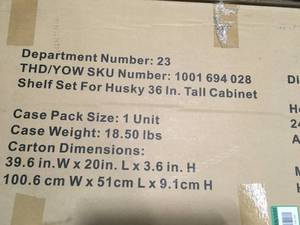 Department Number: 23
THD/YOW SKU Number: 1001 694 028
Shelf Set For Husky 36 In. Tall Cabinet
Case Pack Size: 1 Unit
Case Weight: 18.50 lbs
Carton Dimensions:
39.6 in.W x 20in. L x 3.6 in. H
100.6 cm W x 51cm L x 9.1cm H